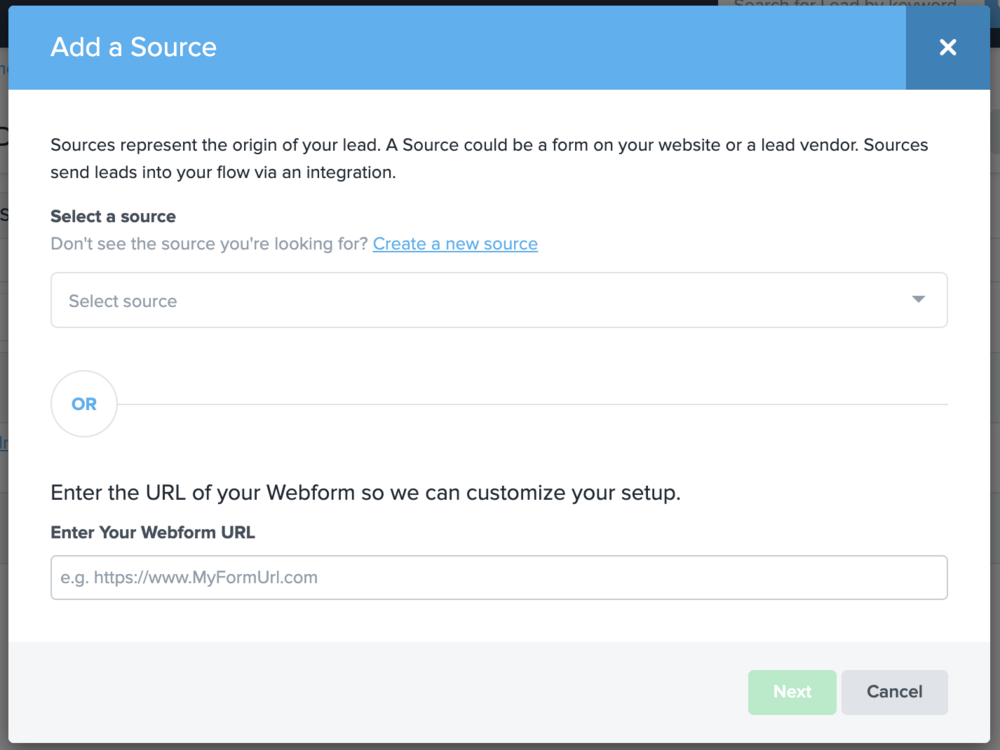 Search for Lead by keyword
Add a Source
Sources represent the origin of your lead. A Source could be a form on your website or a lead vendor. Sources
send leads into your flow via an integration.
Select a source
Don't see the source you're looking for? Create a new source
Select source
OR
Enter the URL of your Webform so we can customize your setup.
Enter Your Webform URL
e.g. https://www.MyFormUrl.com
Next
Cancel